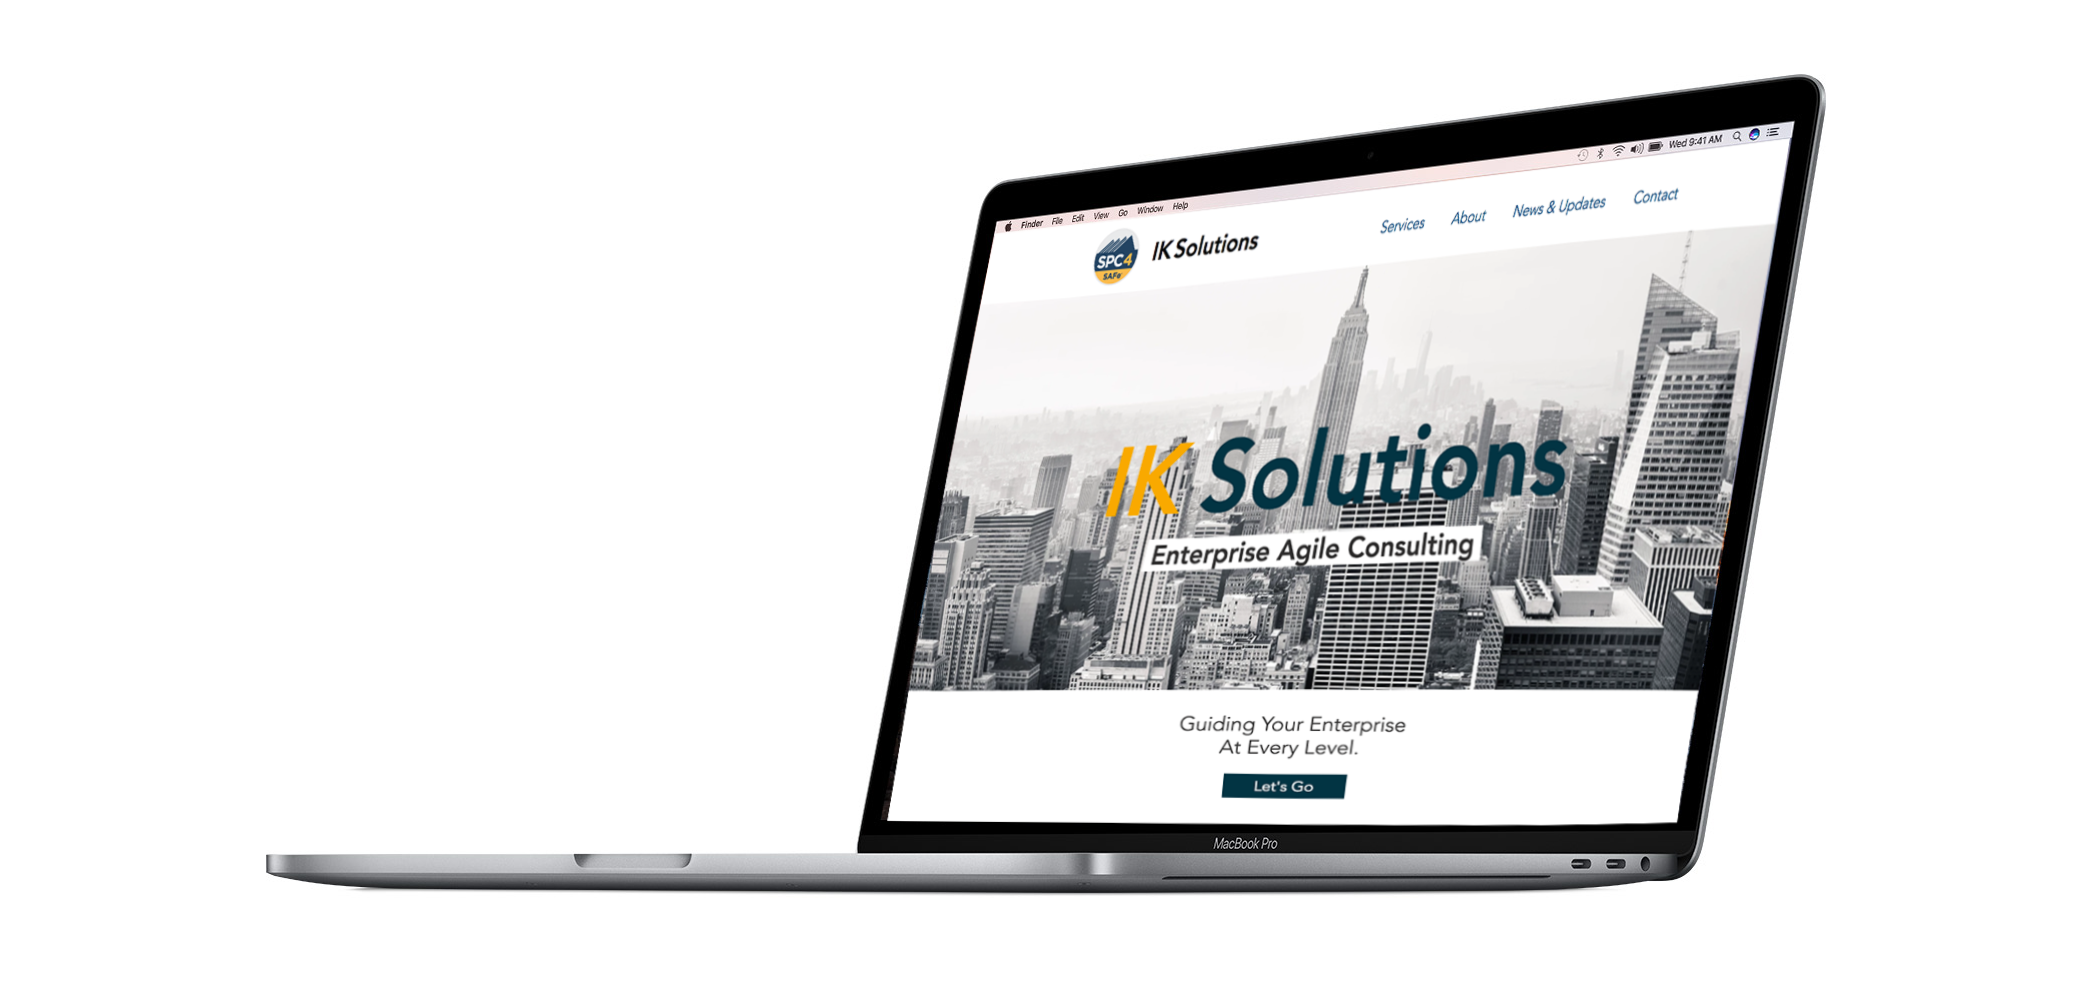 Finder File Edit View Go Window Help
Wed 9:41 AM
SPC4
SAFe
IK Solutions
Services About News & Updates Contact
IK Solutions
Enterprise Agile Consulting
Guiding Your Enterprise
At Every Level.
Let's Go
MacBook Pro